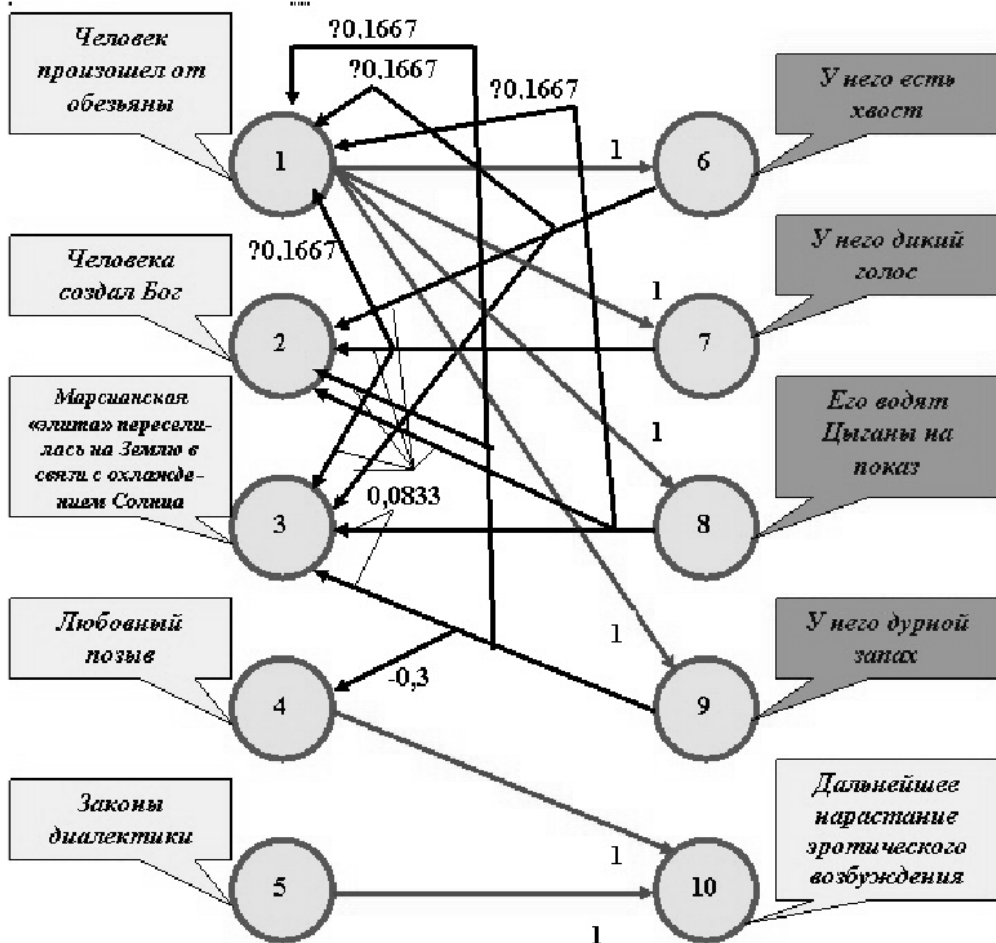 Человек
произошел от
обезьяны
?0,1667
?0,1667
?0,1667
У него есть
хвост
1
6
1
?0,1667
Человека
создал Бог
У него дикий
голос
1
2
7
Марсианская
«элита» пересели-
лась на Землю в
связи с охлажде-
нием Солнца
Его водят
Цыганы на
показ
1
0,0833
3
8
Любовный
позыв
1
У него дурной
запах
-0,3
4
9
Законы
диалектики
Дальнейшее
нарастание
эротического
возбуждения
1
5
10
1